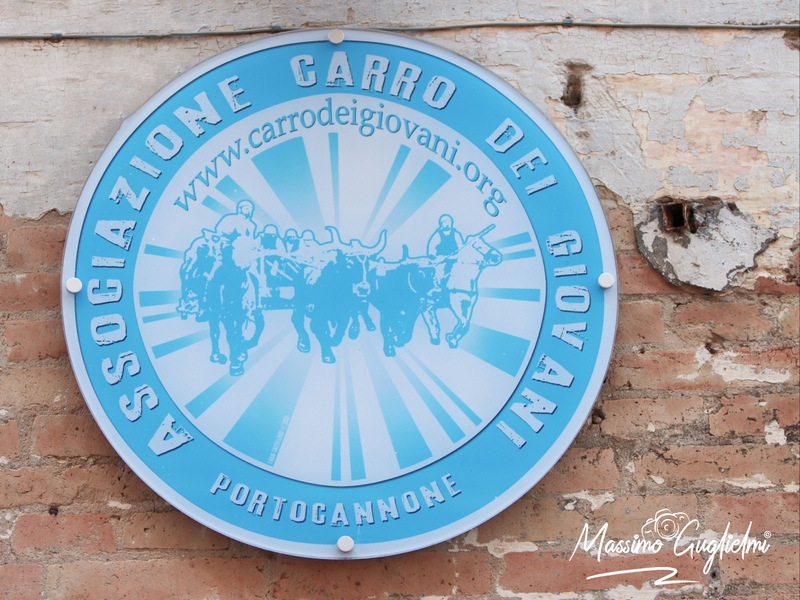 ASSOCIAZIONE CARRO DEI GIOVANI
www.carrodeigiovani.org
PORTOCANNONE
Massimo Guglielmi